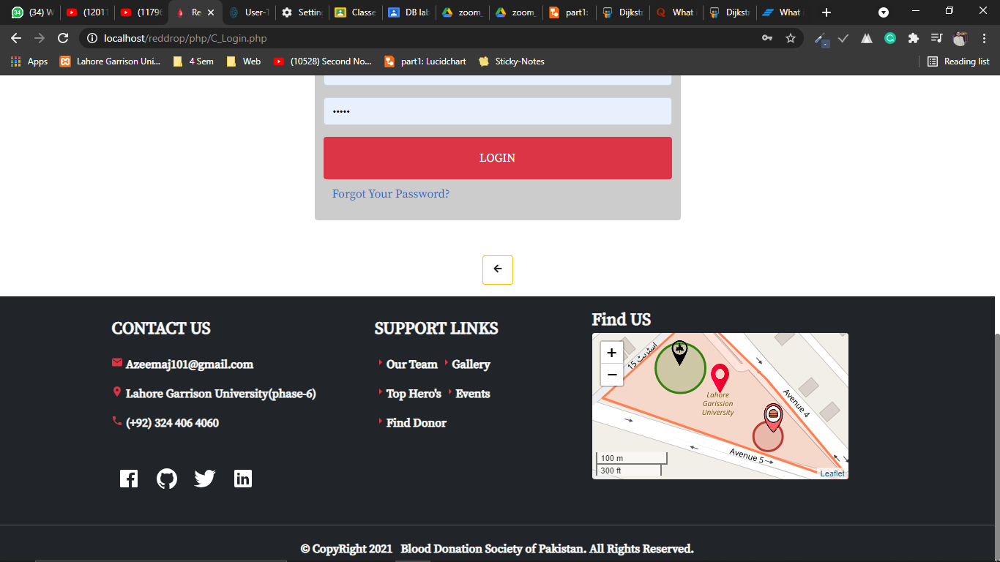 (34) W
(1201
(1179
Re
User-T
Settin
Classe
DB lab
zoom_
zoom_
part1:
Dijkstr
What
Dijkstr
What
localhost/reddrop/php/C_Login.php
Apps
Lahore Garrison Uni...
4 Sem
Web
(10528) Second No...
part1: Lucidchart
Sticky-Notes
Reading list
LOGIN
Forgot Your Password?
CONTACT US
Azeemaj101@gmail.com
Lahore Garrison University(phase-6)
(+92) 324 406 4060
SUPPORT LINKS
Our Team Gallery
Top Hero's Events
Find Donor
Find US
+
−
اسٹریٹ 15
Lahore
Garission
University
Avenue 4
Avenue 5
100 m
300 ft
Leaflet
© CopyRight 2021 Blood Donation Society of Pakistan. All Rights Reserved.